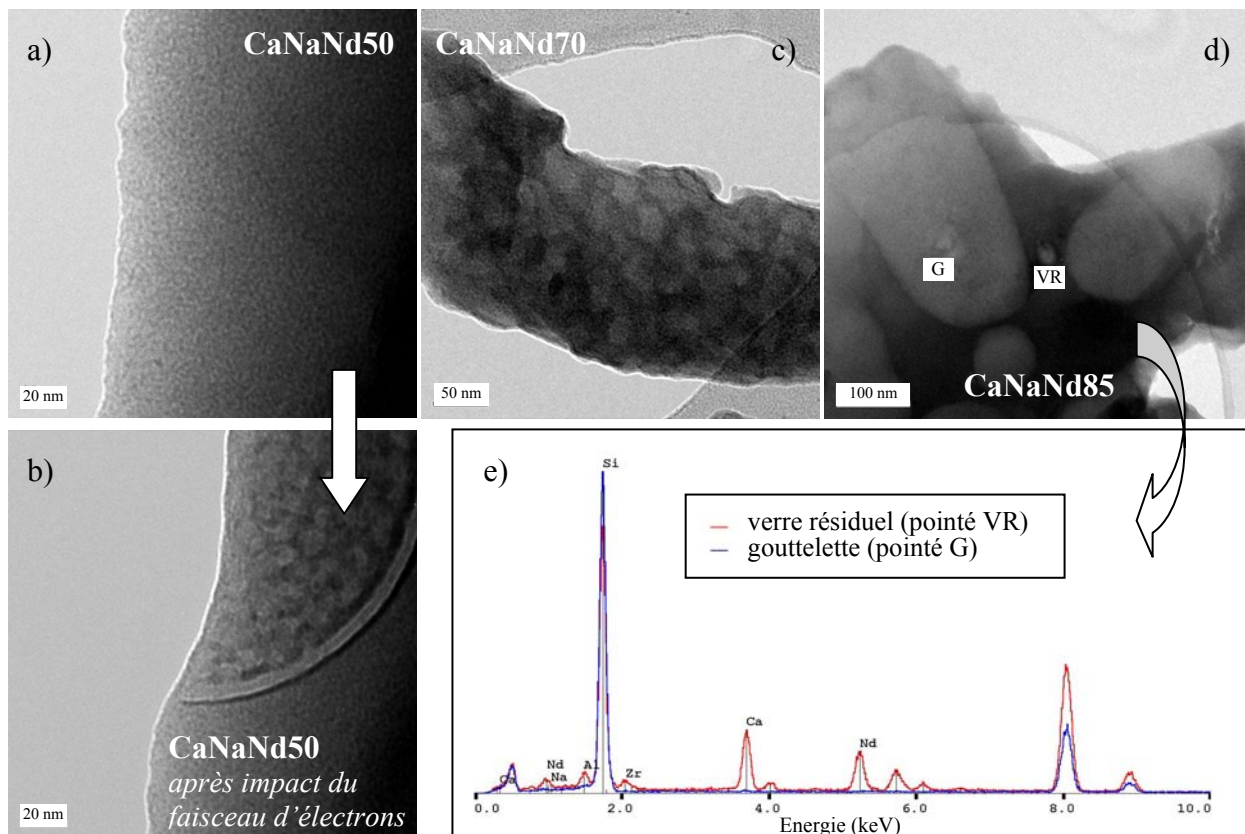 a)
CaNaNd50
20 nm
CaNaNd70
c)
50 nm
d)
G
VR
CaNaNd85
100 nm
b)
CaNaNd50
après impact du
faisceau d'électrons
20 nm
e)
verre résiduel (pointé VR)
gouttelette (pointé G)
Si
Ca
Nd
Na
Al
Zr
Ca
Nd
0.0 2.0 4.0 6.0 8.0 10.0
Energie (keV)